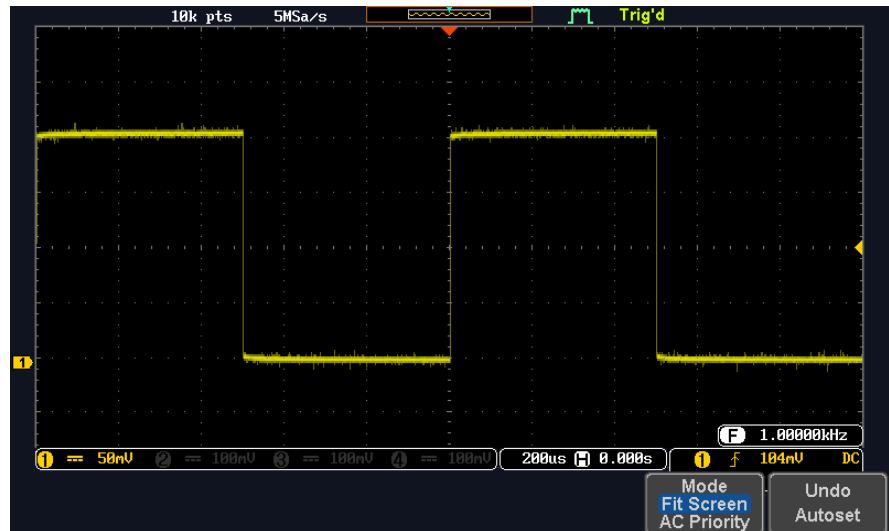 10k pts 5MSa/s Trig'd
1
F 1.00000kHz
1 50mV 2 100mV 3 100mV 4 100mV 200us H 0.000s 1 104mV DC
Mode
Fit Screen
AC Priority
Undo
Autoset